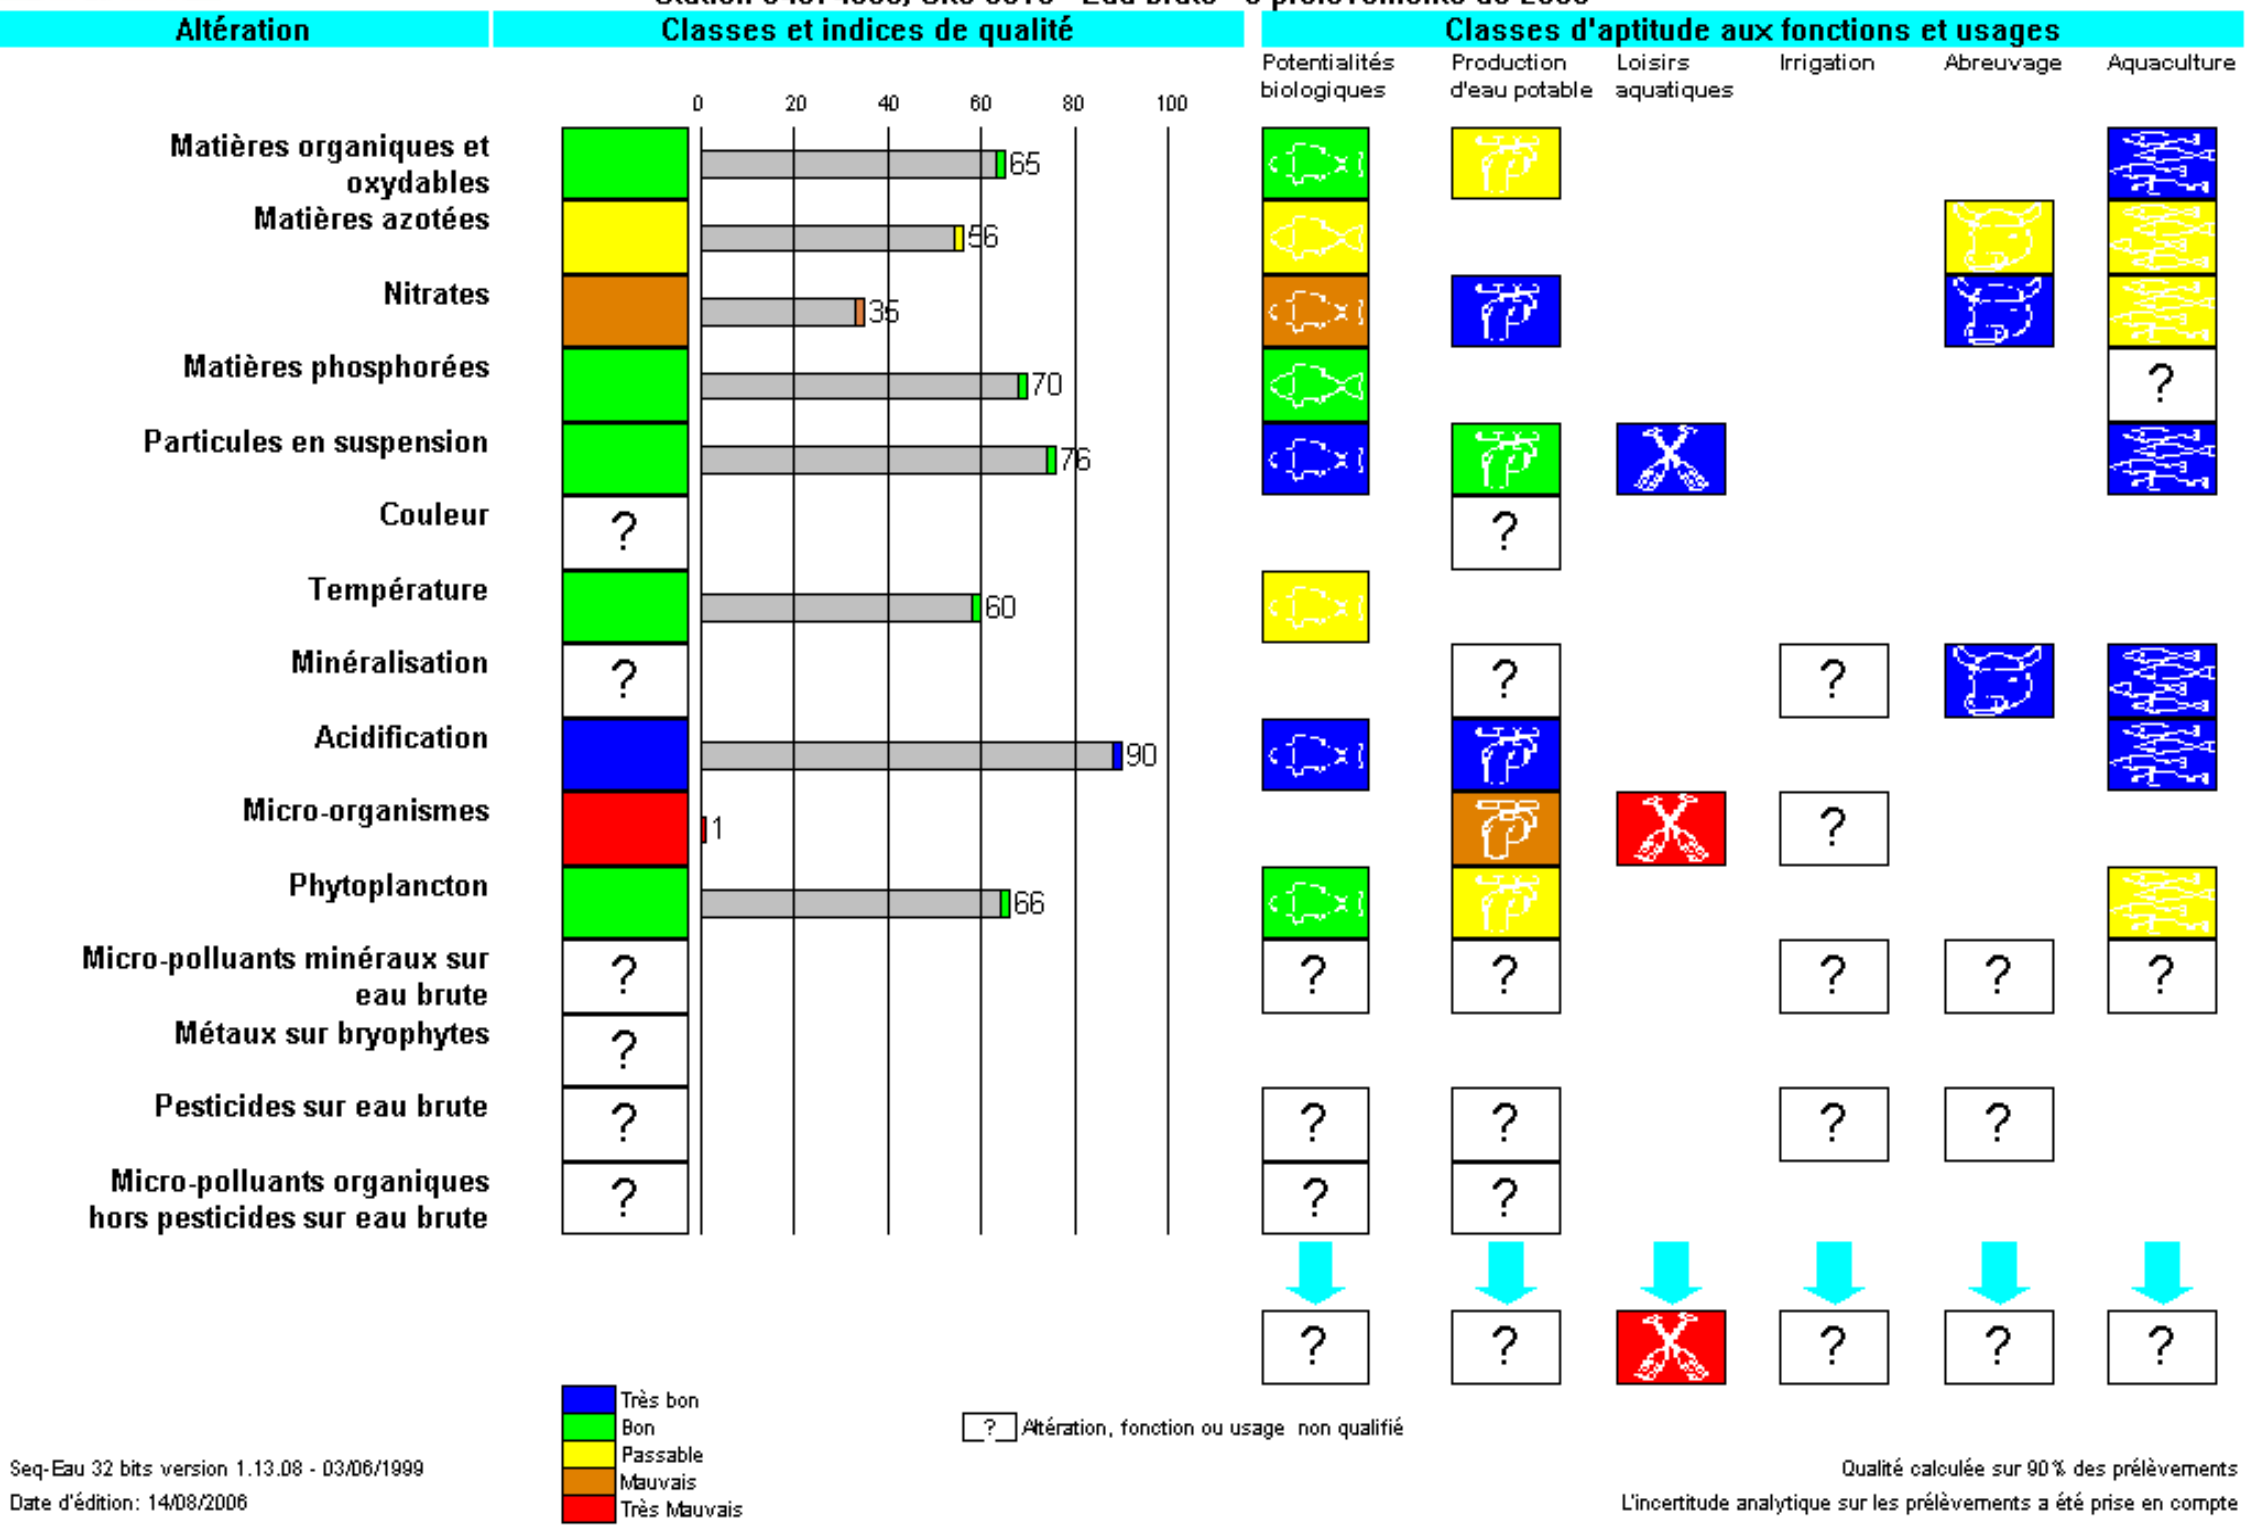 Altération
Classes et indices de qualité
Classes d'aptitude aux fonctions et usages
Potentialités
biologiques
Production
d'eau potable
Loisirs
aquatiques
Irrigation
Abreuvage
Aquaculture
0 20 40 60 80 100
Matières organiques et
oxydables
65
Matières azotées
56
Nitrates
35
Matières phosphorées
70
?
Particules en suspension
76
Couleur
? ?
Température
60
Minéralisation
? ? ?
Acidification
90
Micro-organismes
1
?
Phytoplancton
66
Micro-polluants minéraux sur
eau brute
? ? ? ? ? ?
Métaux sur bryophytes
?
Pesticides sur eau brute
? ? ? ? ?
Micro-polluants organiques
hors pesticides sur eau brute
? ? ?
? ? ? ? ?
Très bon
Bon
Passable
Mauvais
Très Mauvais
? Altération, fonction ou usage non qualifié
Seq-Eau 32 bits version 1.13.08 - 03/06/1999
Date d'édition: 14/08/2006
Qualité calculée sur 90% des prélèvements
L'incertitude analytique sur les prélèvements a été prise en compte